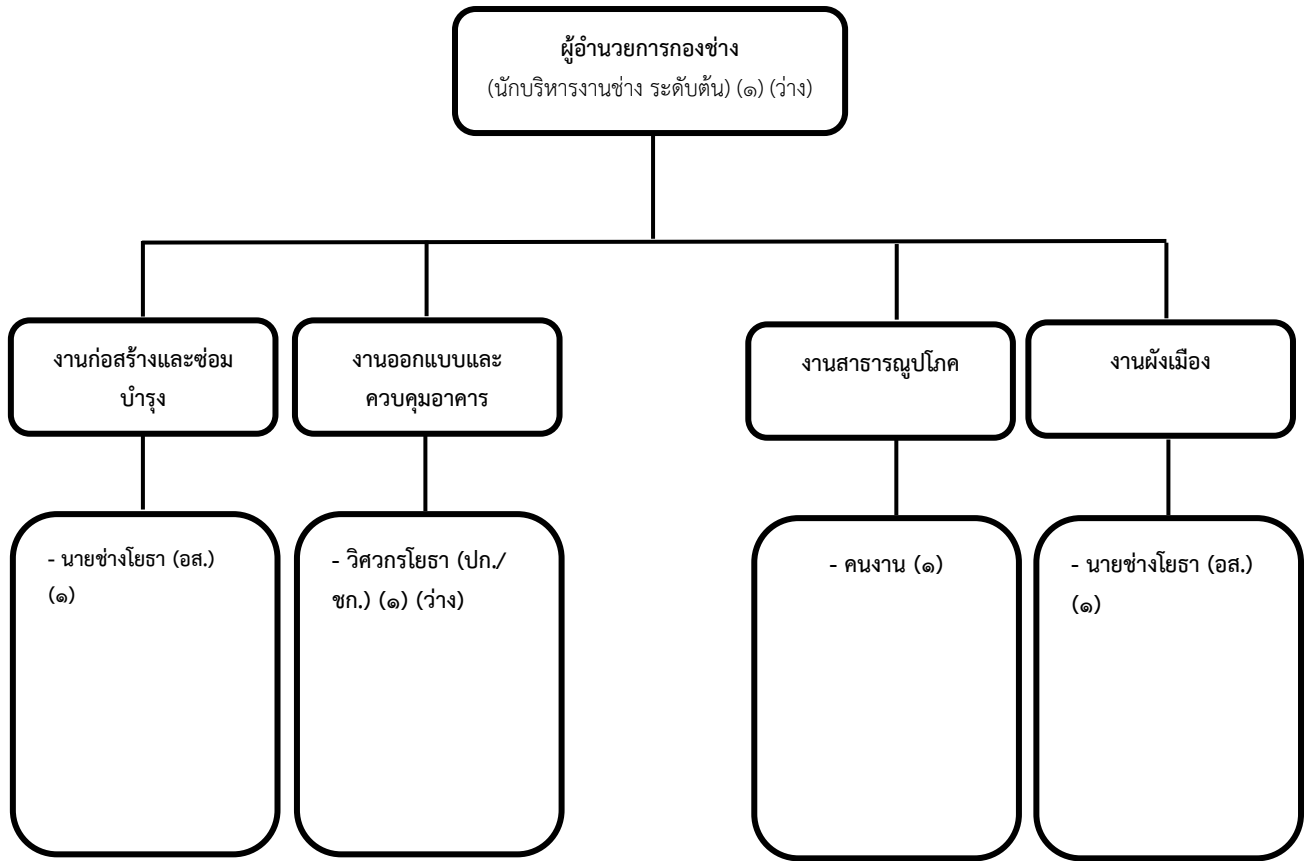 ผู้อำนวยการกองช่าง
(นักบริหารงานช่าง ระดับต้น) (๑) (ว่าง)
งานก่อสร้างและซ่อม
บำรุง
งานออกแบบและ
ควบคุมอาคาร
งานสาธารณูปโภค
งานผังเมือง
- นายช่างโยธา (อส.)
(๑)
- วิศวกรโยธา (ปก./
ชก.) (๑) (ว่าง)
- คนงาน (๑)
- นายช่างโยธา (อส.)
(๑)